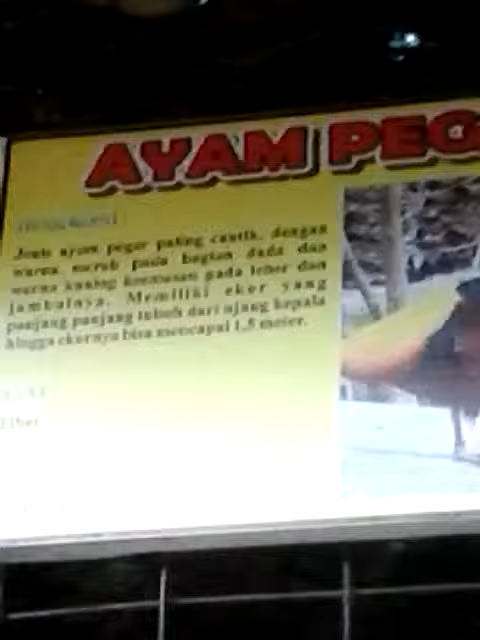 AYAM PEG
Jenis ayam pegar paling cantik, dengan
warna merah pada bagian dada dan
warna kuning keemasan pada leher dan
jambulnya. Memiliki ekor yang
panjang panjang tubuh dari ujung kepala
hingga ekornya bisa mencapai 1,5 meter.